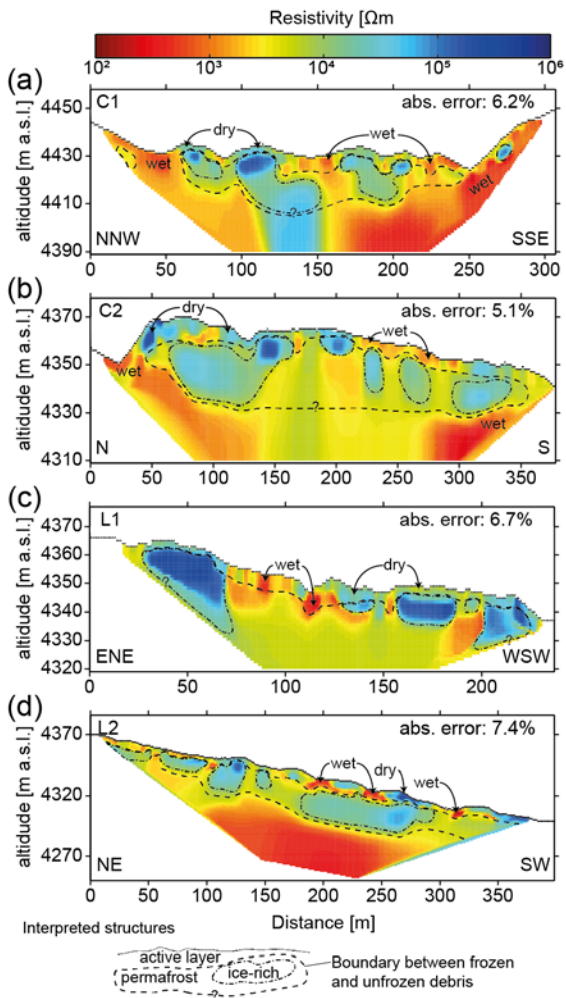 Resistivity [Ωm
10² 10³ 10⁴ 10⁵ 10⁶
(a)
C1 abs. error: 6.2%
dry wet
wet wet
?
NNW SSE
altidude [m a.s.l.]
4450
4430
4410
4390
0 50 100 150 200 250 300
(b)
C2 abs. error: 5.1%
dry wet
wet wet
?
N S
altidude [m a.s.l.]
4370
4350
4330
4310
0 50 100 150 200 250 300 350
(c)
L1 abs. error: 6.7%
wet dry
? ?
ENE WSW
altidude [m a.s.l.]
4370
4360
4350
4340
4330
4320
0 50 100 150 200
(d)
L2 abs. error: 7.4%
wet dry wet
NE SW
altidude [m a.s.l.]
4370
4320
4270
0 50 100 150 200 250 300 350 400
Distance [m]
Interpreted structures
active layer
permafrost ice-rich
?
Boundary between frozen
and unfrozen debris